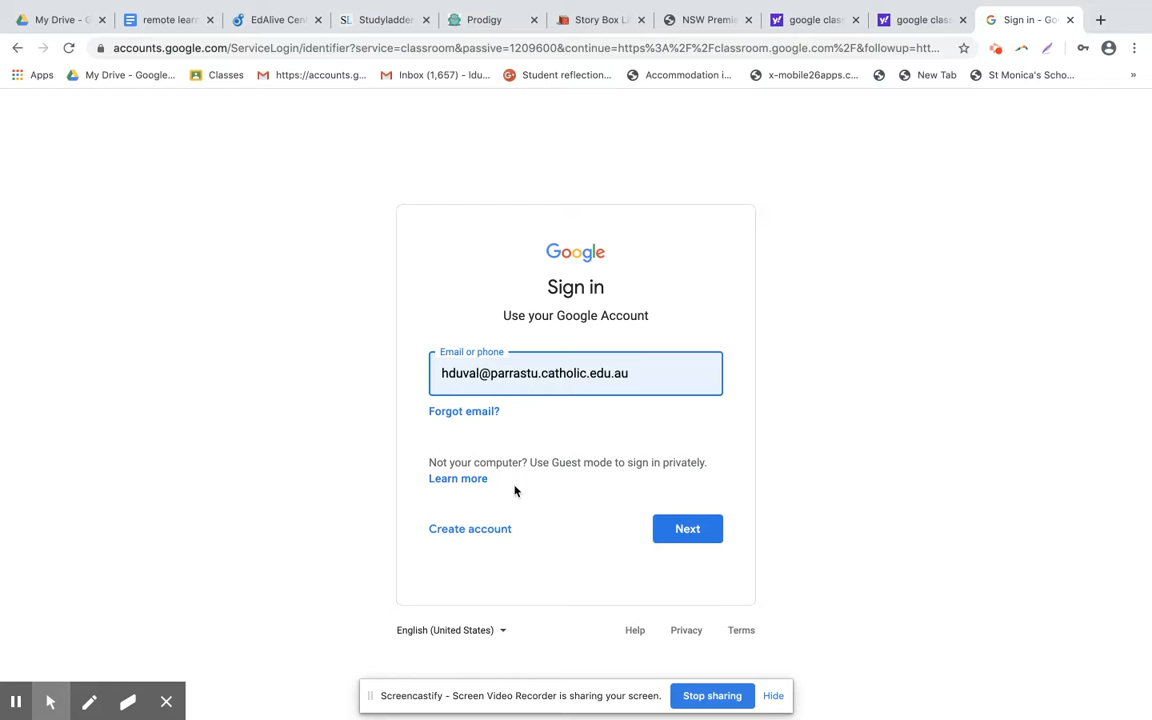 My Drive - G
remote learn
EdAlive Cen
Studyladder
Prodigy
Story Box Li
NSW Premie
google class
google class
Sign in - Goo
accounts.google.com/ServiceLogin/identifier?service=classroom&passive=1209600&continue=https%3A%2F%2Fclassroom.google.com%2F&followup=htt...
Apps
My Drive - Google...
Classes
https://accounts.g...
Inbox (1,657) - ldu...
Student reflection...
Accommodation i...
x-mobile26apps.c...
New Tab
St Monica's Scho...
»
Google
Sign in
Use your Google Account
Email or phone
hduval@parrastu.catholic.edu.au
Forgot email?
Not your computer? Use Guest mode to sign in privately.
Learn more
Create account
Next
English (United States)
Help
Privacy
Terms
Screencastify - Screen Video Recorder is sharing your screen.
Stop sharing
Hide